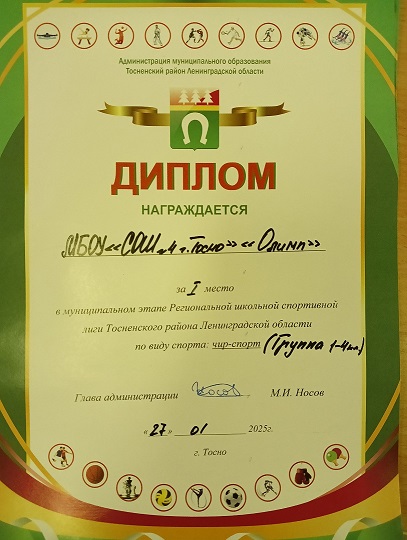 Администрация муниципального образования
Тосненский район Ленинградской области
ДИПЛОМ
НАГРАЖДАЕТСЯ
МБОУ «СОШ №4 г. Тосно» «Олимп»
за I место
в муниципальном этапе Региональной школьной спортивной
лиги Тосненского района Ленинградской области
по виду спорта: чир-спорт (Группа 1-4 кл.)
Глава администрации Носов М.И. Носов
«27» 01 2025г.
г. Тосно